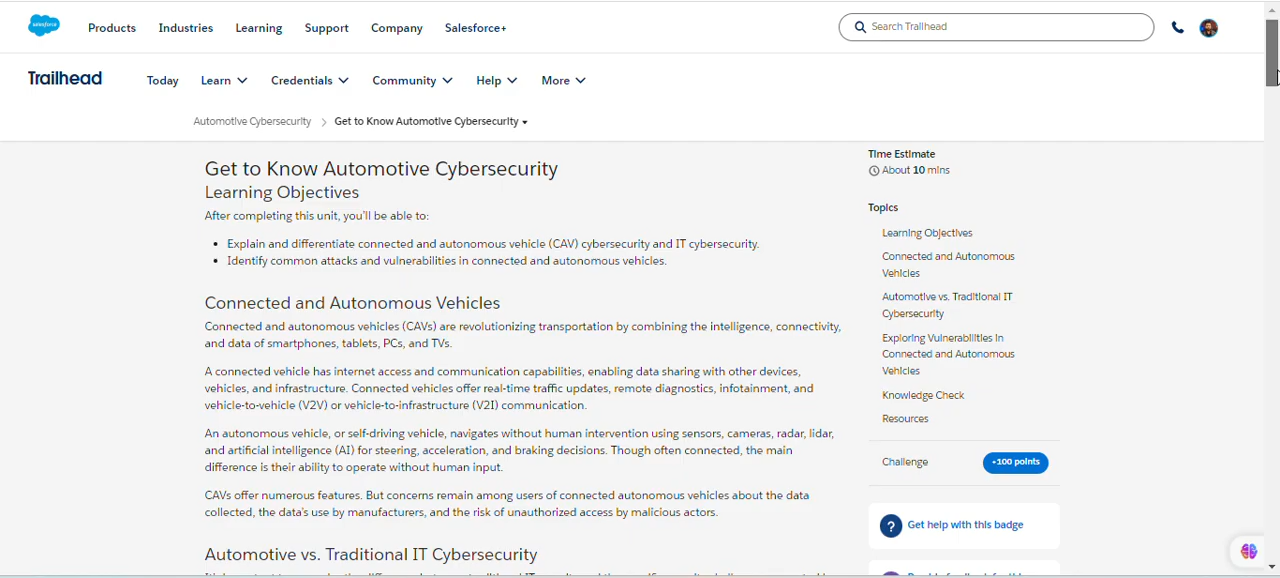 salesforce
Products Industries Learning Support Company Salesforce+
Search Trailhead
Trailhead
Today Learn Credentials Community Help More
Automotive Cybersecurity > Get to Know Automotive Cybersecurity
Get to Know Automotive Cybersecurity
Learning Objectives
After completing this unit, you'll be able to:
• Explain and differentiate connected and autonomous vehicle (CAV) cybersecurity and IT cybersecurity.
• Identify common attacks and vulnerabilities in connected and autonomous vehicles.
Connected and Autonomous Vehicles
Connected and autonomous vehicles (CAVs) are revolutionizing transportation by combining the intelligence, connectivity,
and data of smartphones, tablets, PCs, and TVs.
A connected vehicle has internet access and communication capabilities, enabling data sharing with other devices,
vehicles, and infrastructure. Connected vehicles offer real-time traffic updates, remote diagnostics, infotainment, and
vehicle-to-vehicle (V2V) or vehicle-to-infrastructure (V2I) communication.
An autonomous vehicle, or self-driving vehicle, navigates without human intervention using sensors, cameras, radar, lidar,
and artificial intelligence (AI) for steering, acceleration, and braking decisions. Though often connected, the main
difference is their ability to operate without human input.
CAVs offer numerous features. But concerns remain among users of connected autonomous vehicles about the data
collected, the data's use by manufacturers, and the risk of unauthorized access by malicious actors.
Automotive vs. Traditional IT Cybersecurity
Time Estimate
About 10 mins
Topics
Learning Objectives
Connected and Autonomous
Vehicles
Automotive vs. Traditional IT
Cybersecurity
Exploring Vulnerabilities in
Connected and Autonomous
Vehicles
Knowledge Check
Resources
Challenge
+100 points
? Get help with this badge